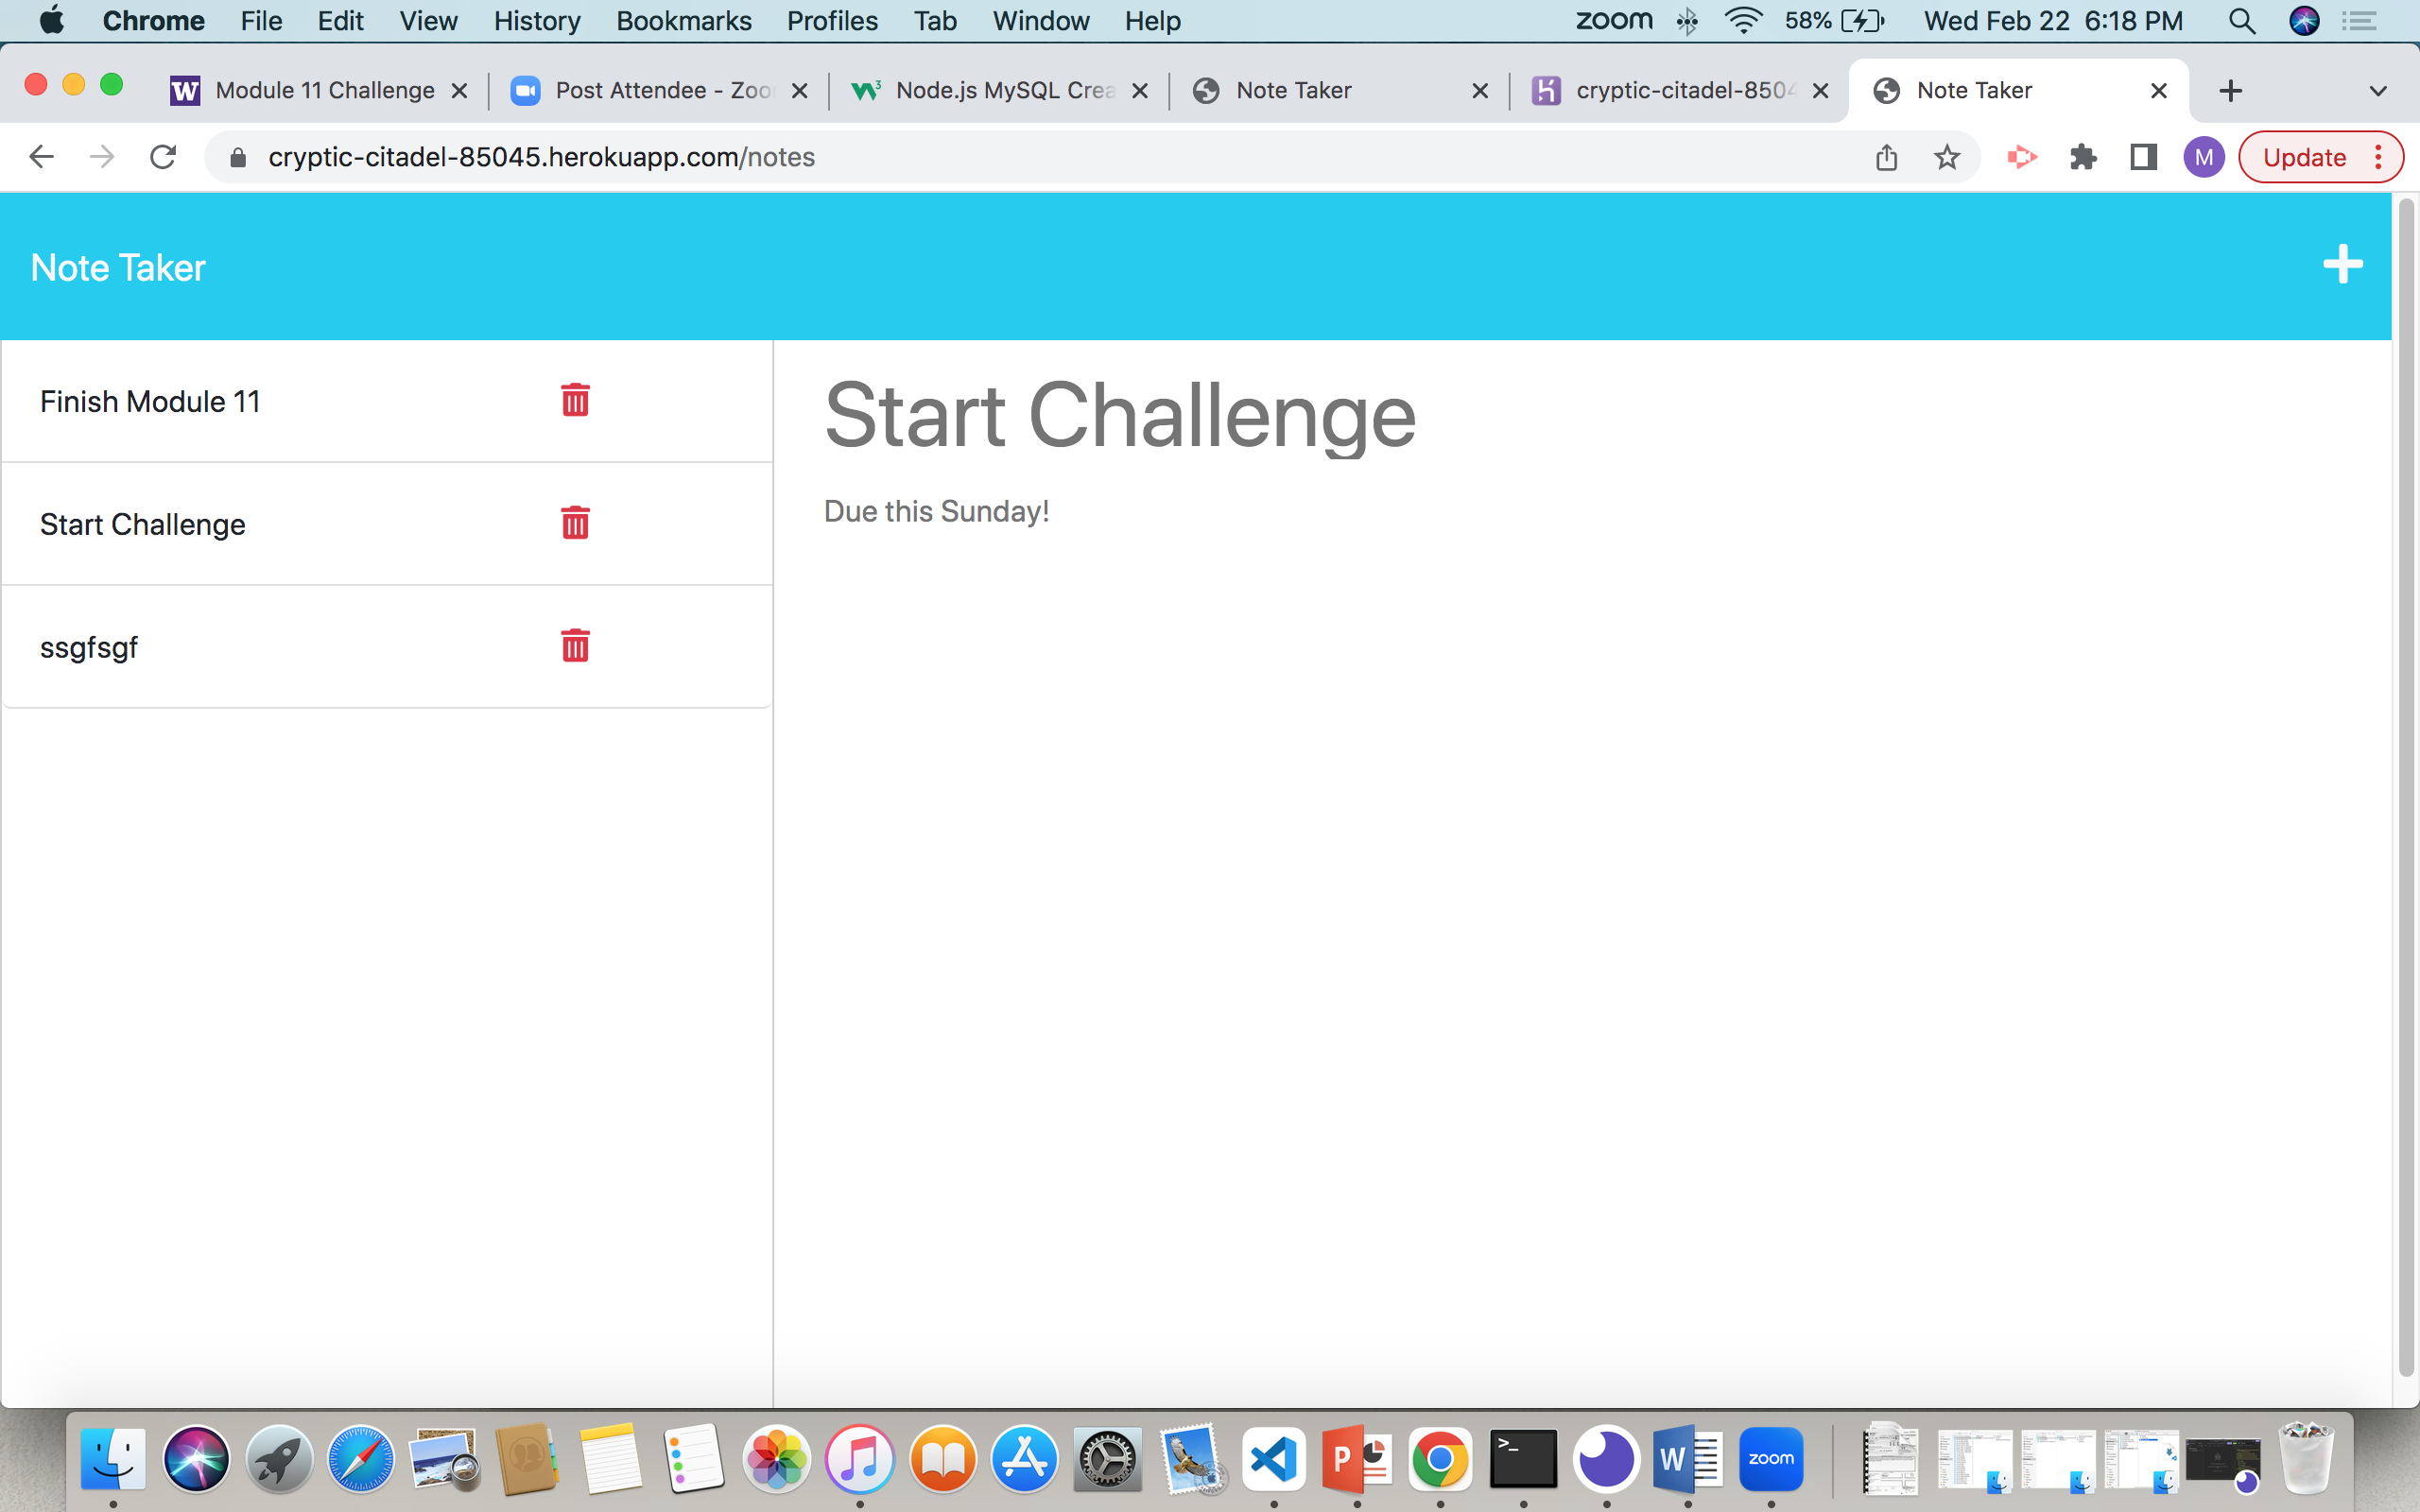 Chrome File Edit View History Bookmarks Profiles Tab Window Help zoom 58% Wed Feb 22 6:18 PM
Module 11 Challenge Post Attendee - Zoo Node.js MySQL Crea Note Taker cryptic-citadel-8504 Note Taker
cryptic-citadel-85045.herokuapp.com/notes M Update
Note Taker
Finish Module 11
Start Challenge
ssgfsgf
Start Challenge
Due this Sunday!
zoom